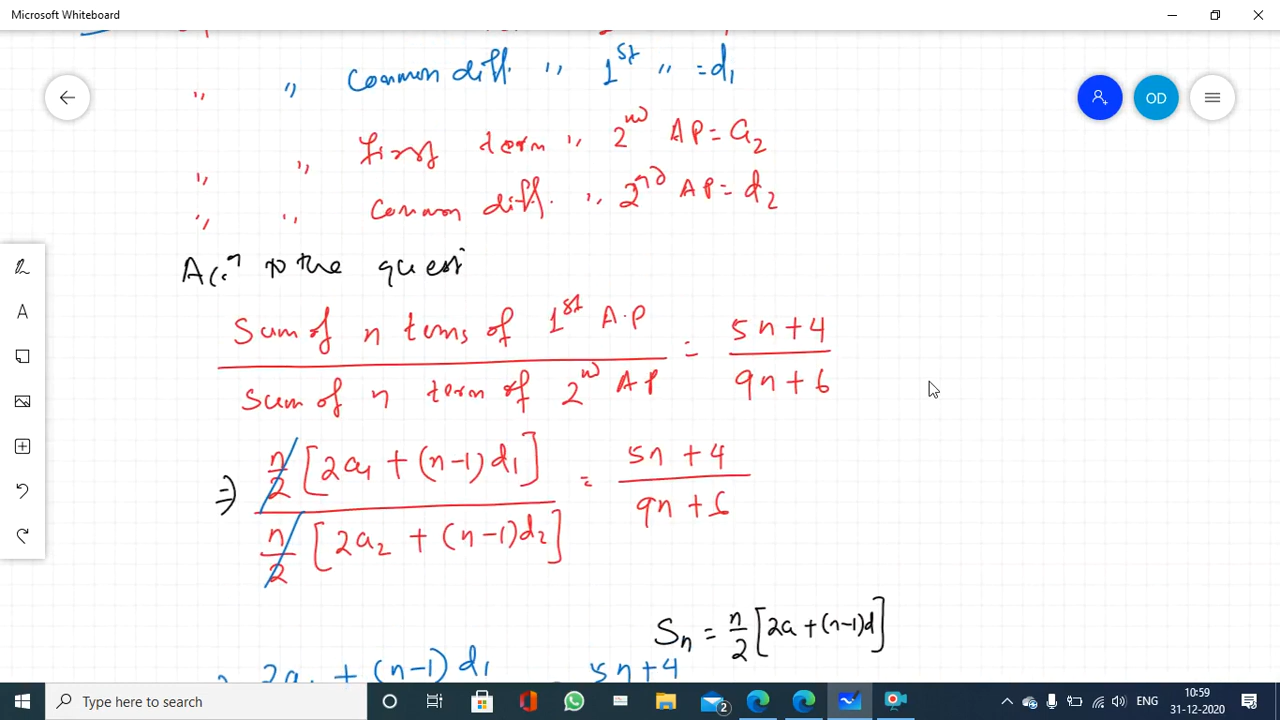 Microsoft Whiteboard
,, ,, Common diff. ,, 1st ,, = d1
,, ,, first term ,, 2nd AP = a2
,, ,, Common diff. ,, 2nd AP = d2
OD
Acc.n to the quest
Sum of n terms of 1st A.P = 5n + 4
Sum of n term of 2nd AP 9n + 6
⇒ n/2 [2a1 + (n-1)d1] = 5n + 4
n/2 [2a2 + (n-1)d2] 9n + 6
Sn = n/2 [2a + (n-1)d]
2a1 + (n-1)d1 = 5n+4
Type here to search
2
ENG
10:59
31-12-2020